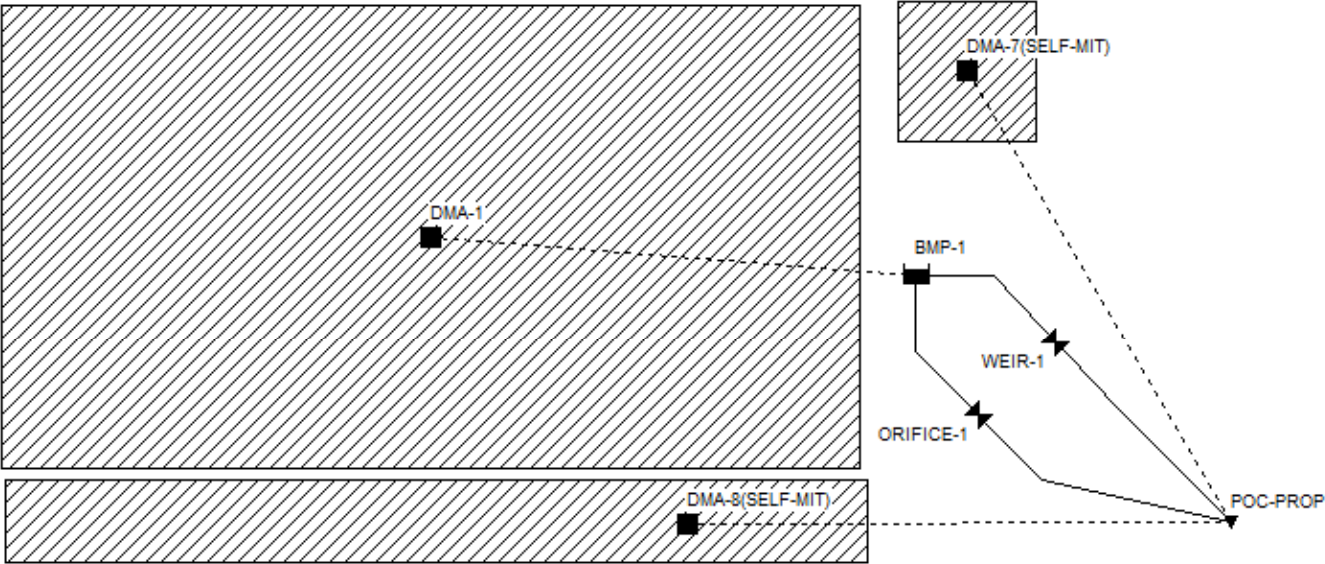 DMA-7(SELF-MIT)
DMA-1
BMP-1
WEIR-1
ORIFICE-1
DMA-8(SELF-MIT)
POC-PROP